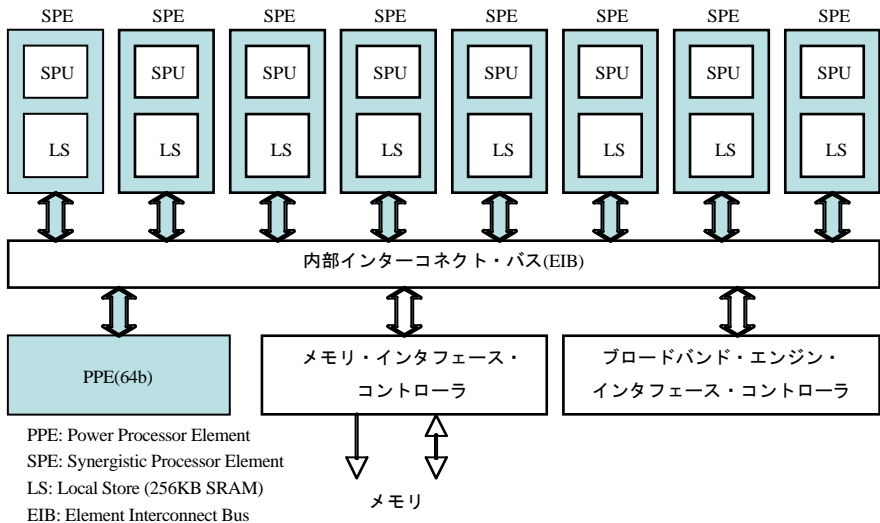 SPE SPE SPE SPE SPE SPE SPE SPE
SPU SPU SPU SPU SPU SPU SPU SPU
LS LS LS LS LS LS LS LS
内部インターコネクト・バス(EIB)
PPE(64b)
メモリ・インタフェース・
コントローラ
ブロードバンド・エンジン・
インタフェース・コントローラ
PPE: Power Processor Element
SPE: Synergistic Processor Element
LS: Local Store (256KB SRAM)
EIB: Element Interconnect Bus
メモリ